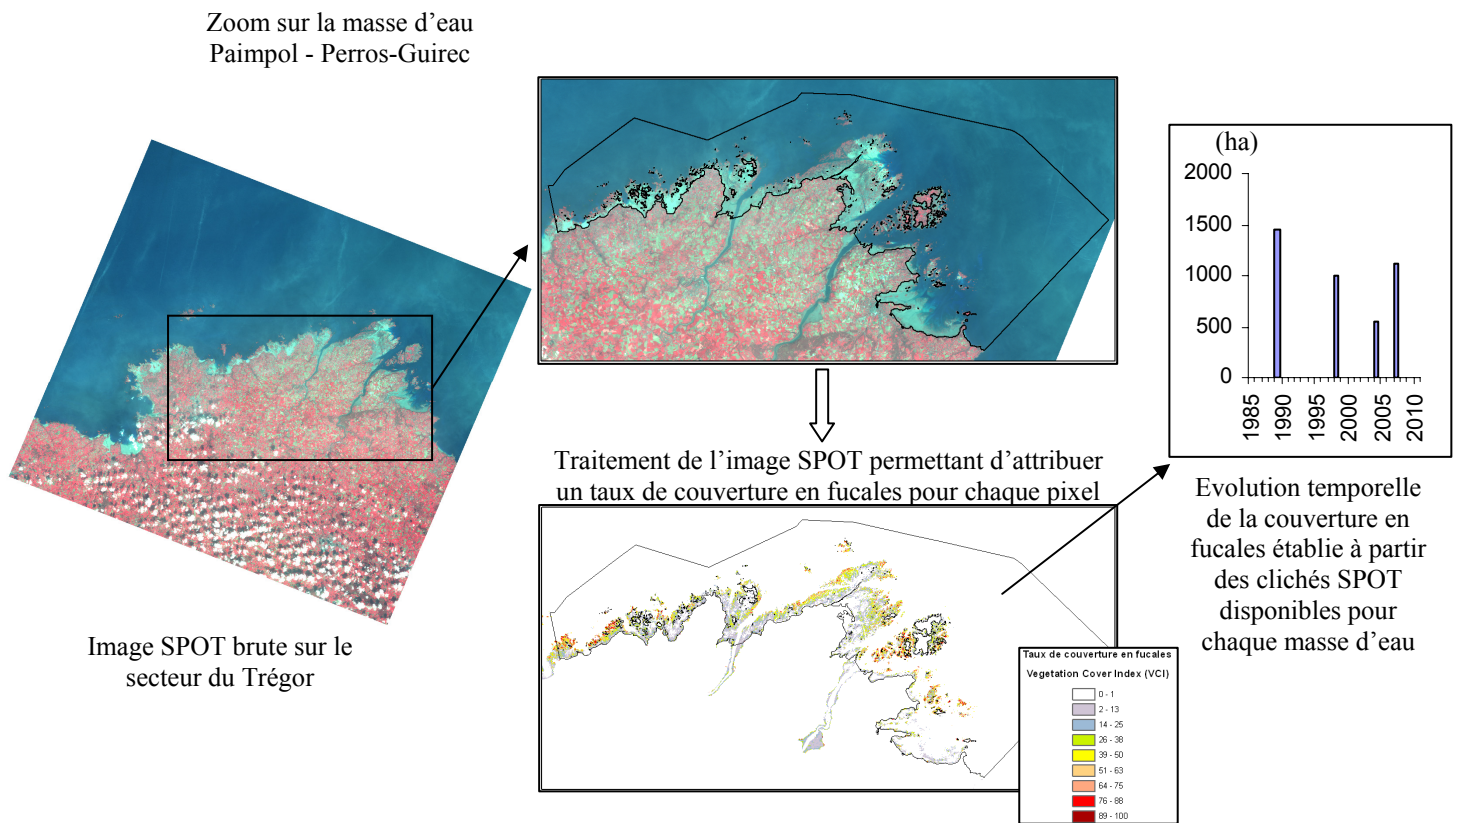 Zoom sur la masse d’eau
Paimpol - Perros-Guirec
(ha)
2000
1500
1000
500
0
1985
1990
1995
2000
2005
2010
Traitement de l’image SPOT permettant d’attribuer
un taux de couverture en fucales pour chaque pixel
Evolution temporelle
de la couverture en
fucales établie à partir
des clichés SPOT
disponibles pour
chaque masse d’eau
Image SPOT brute sur le
secteur du Trégor
Taux de couverture en fucales
Vegetation Cover Index (VCI)
0 - 1
2 - 13
14 - 25
26 - 38
39 - 50
51 - 63
64 - 75
76 - 88
89 - 100